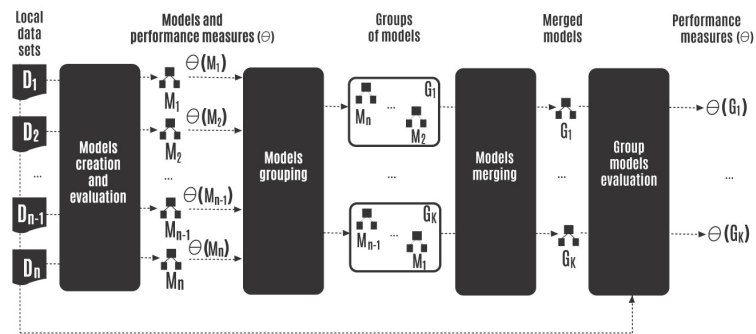 Local
data
sets
Models and
performance measures (Θ)
Groups
of models
Merged
models
Performance
measures (Θ)
D1
D2
...
Dn-1
Dn
Models
creation
and
evaluation
Θ(M1)
M1
Θ(M2)
M2
...
Θ(Mn-1)
Mn-1
Θ(Mn)
Mn
Models
grouping
G1
Mn
...
M2
...
GK
Mn-1
...
M1
Models
merging
G1
...
GK
Group
models
evaluation
Θ(G1)
...
Θ(GK)